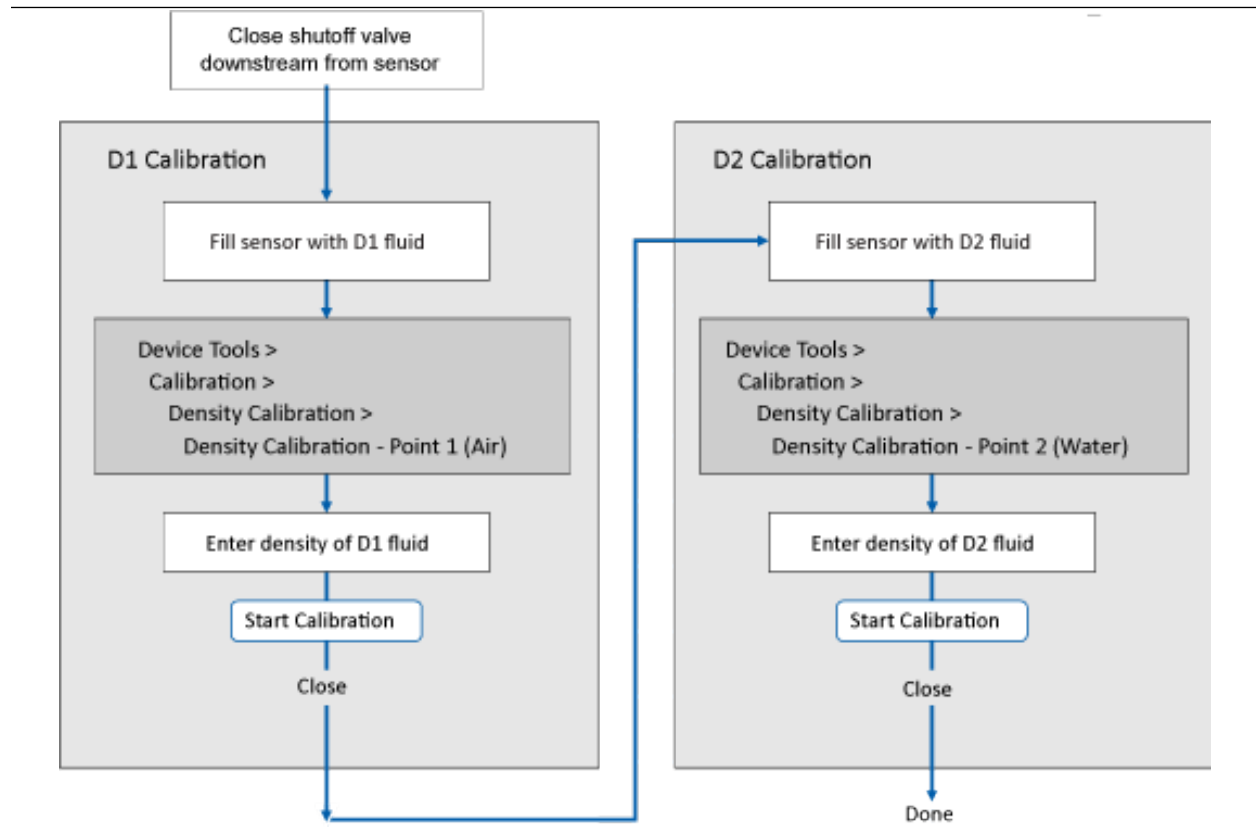 Close shutoff valve
downstream from sensor
D1 Calibration
Fill sensor with D1 fluid
Device Tools >
Calibration >
Density Calibration >
Density Calibration - Point 1 (Air)
Enter density of D1 fluid
Start Calibration
Close
D2 Calibration
Fill sensor with D2 fluid
Device Tools >
Calibration >
Density Calibration >
Density Calibration - Point 2 (Water)
Enter density of D2 fluid
Start Calibration
Close
Done